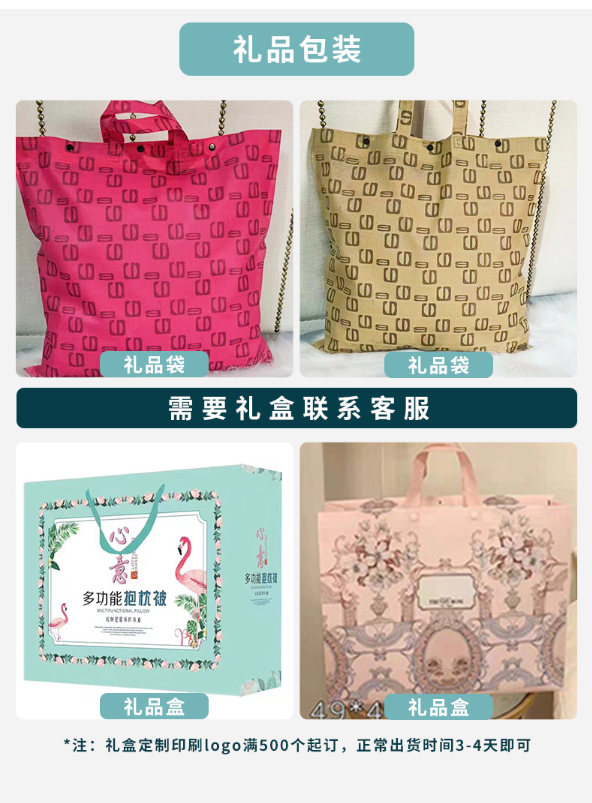 礼品包装
礼品袋
礼品袋
需要礼盒联系客服
心意
多功能抱枕被
MULTIFUNCTIONAL PILLOW
多功能抱枕被
49*4
礼品盒
礼品盒
*注：礼盒定制印刷logo满500个起订，正常出货时间3-4天即可